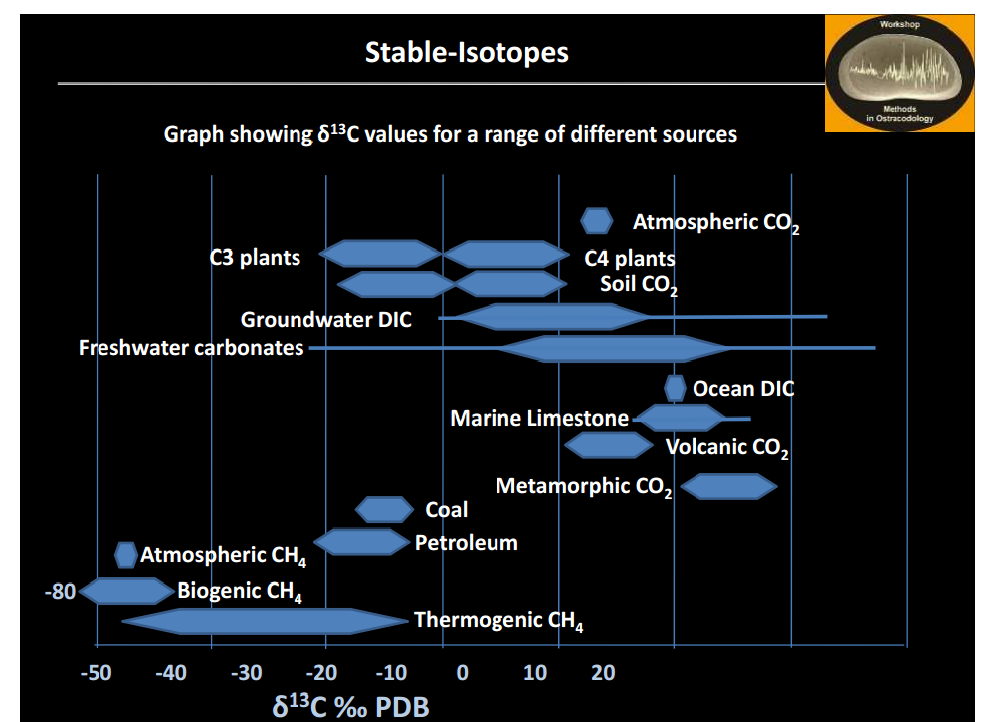 Stable-Isotopes
Workshop
Methods
in Ostracodology
Graph showing δ¹³C values for a range of different sources
Atmospheric CO₂
C3 plants
C4 plants
Soil CO₂
Groundwater DIC
Freshwater carbonates
Ocean DIC
Marine Limestone
Volcanic CO₂
Metamorphic CO₂
Coal
Petroleum
Atmospheric CH₄
-80
Biogenic CH₄
Thermogenic CH₄
-50 -40 -30 -20 -10 0 10 20
δ¹³C ‰ PDB